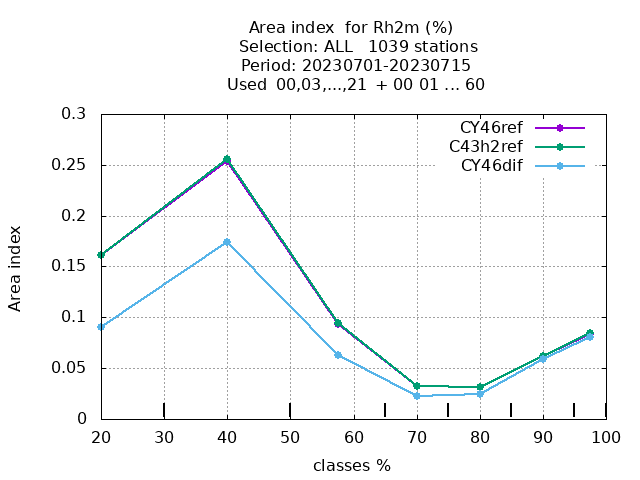 Area index  for Rh2m (%)
Selection: ALL   1039 stations
Period: 20230701-20230715
Used  00,03,...,21  + 00 01 ... 60
0.3
0.25
0.2
0.15
0.1
0.05
0
Area index
CY46ref
C43h2ref
CY46dif
20 30 40 50 60 70 80 90 100
classes %